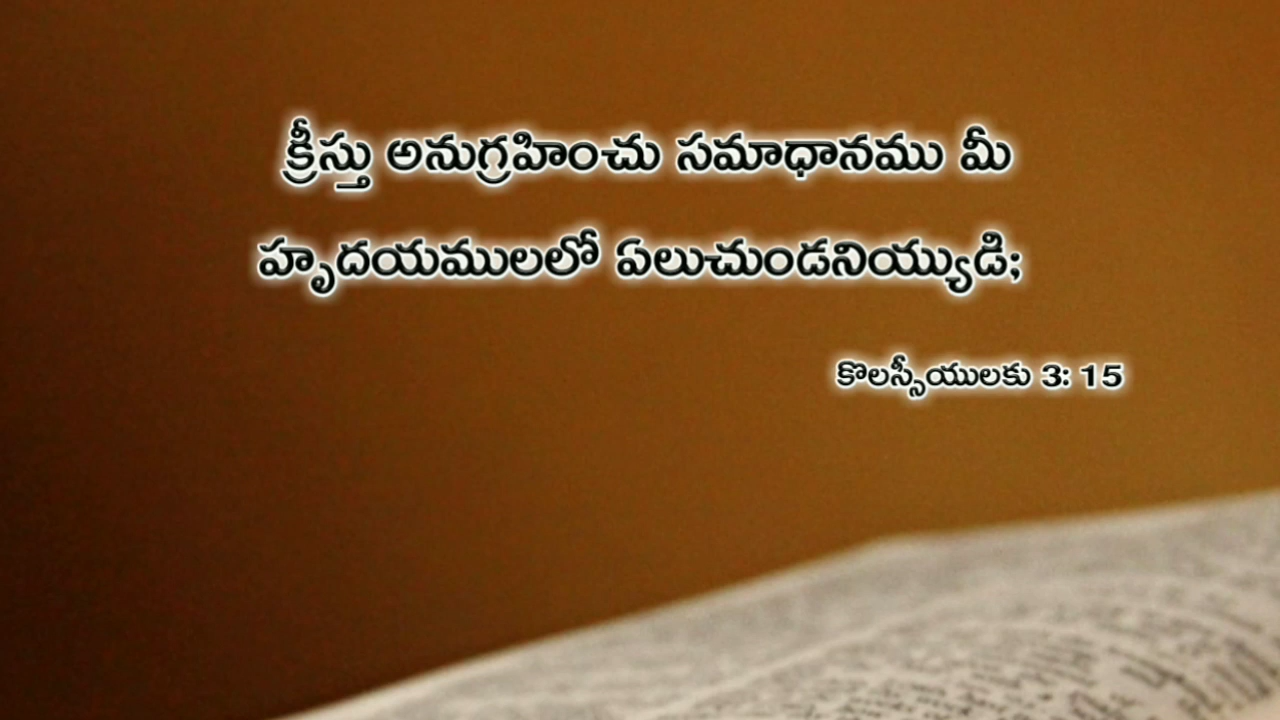 క్రీస్తు అనుగ్రహించు సమాధానము మీ
హృదయములలో ఏలుచుండనియ్యుడి;
కొలస్సీయులకు 3: 15